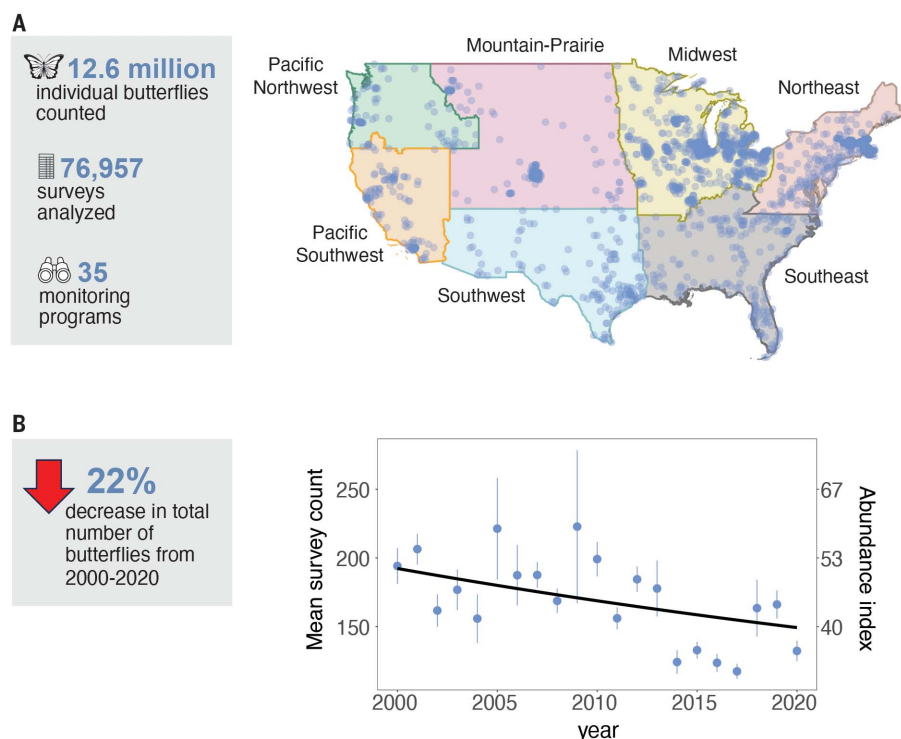 A
12.6 million
individual butterflies
counted
76,957
surveys
analyzed
35
monitoring
programs
Pacific
Northwest
Mountain-Prairie
Midwest
Northeast
Pacific
Southwest
Southwest
Southeast
B
22%
decrease in total
number of
butterflies from
2000-2020
Mean survey count
250
200
150
67
53
40
Abundance index
2000
2005
2010
2015
2020
year